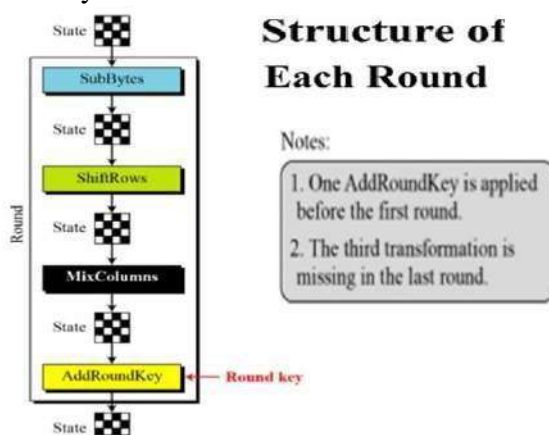 State
Structure of
Each Round
SubBytes
State
Notes:
ShiftRows
1. One AddRoundKey is applied
before the first round.
Round
State
2. The third transformation is
missing in the last round.
MixColumns
State
AddRoundKey
Round key
State